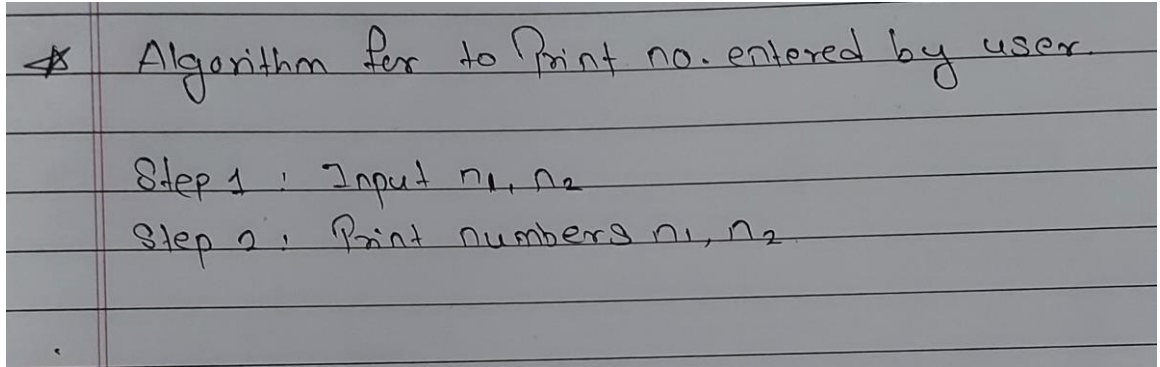 Algorithm for to Print no. entered by user.
Step 1 : Input n1, n2
Step 2 : Print numbers n1, n2